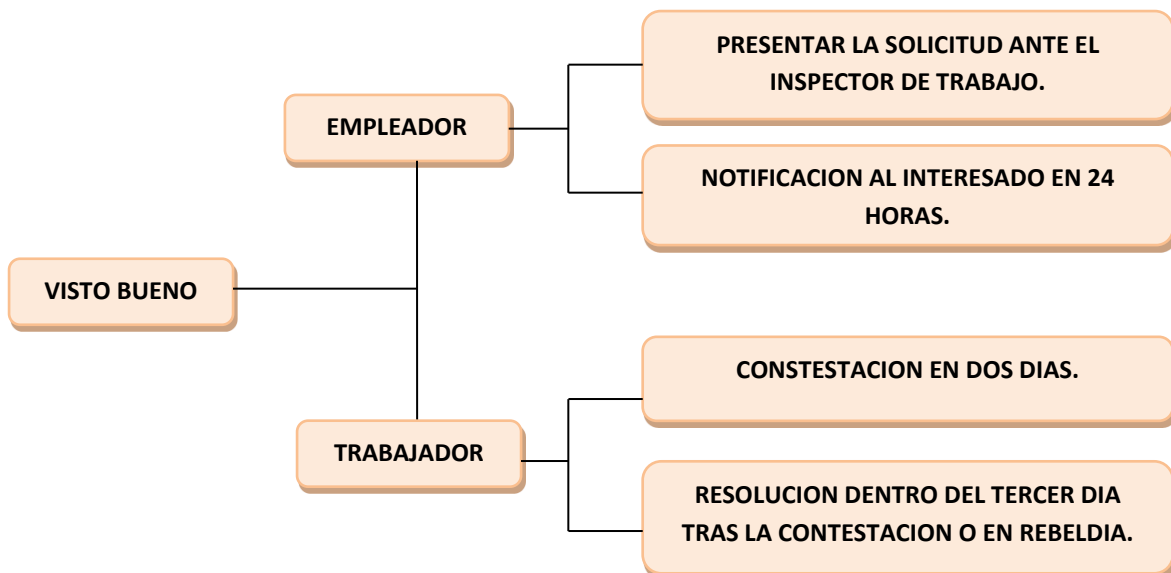 VISTO BUENO
EMPLEADOR
PRESENTAR LA SOLICITUD ANTE EL
INSPECTOR DE TRABAJO.
NOTIFICACION AL INTERESADO EN 24
HORAS.
TRABAJADOR
CONSTESTACION EN DOS DIAS.
RESOLUCION DENTRO DEL TERCER DIA
TRAS LA CONTESTACION O EN REBELDIA.